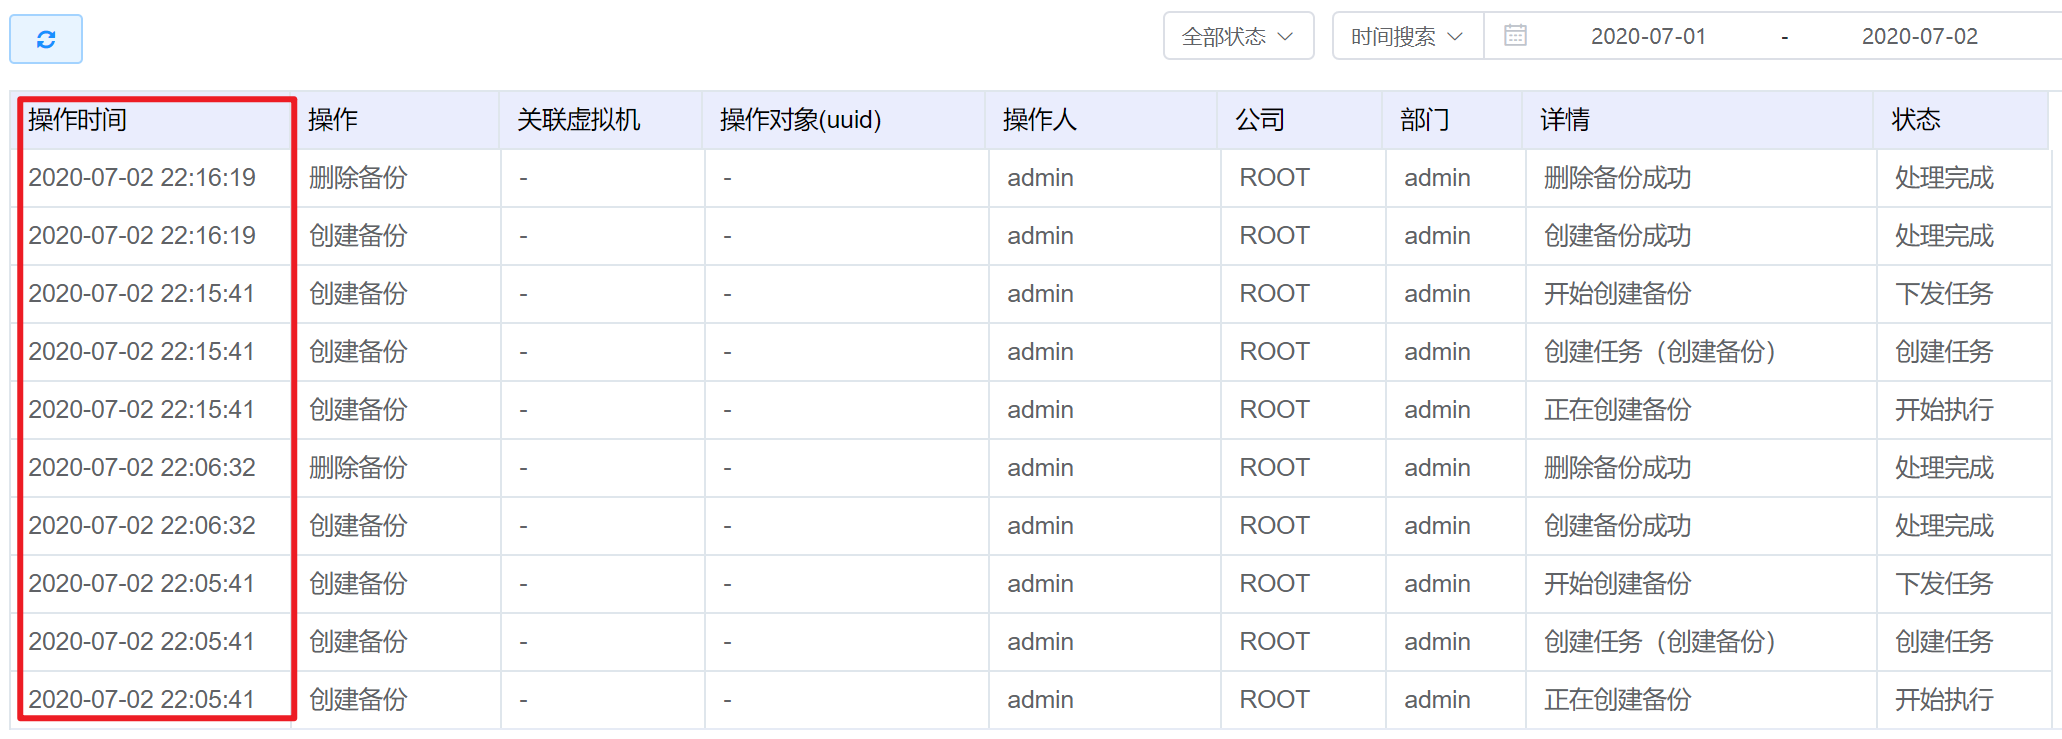 全部状态 时间搜索 2020-07-01 - 2020-07-02
操作时间 操作 关联虚拟机 操作对象(uuid) 操作人 公司 部门 详情 状态
2020-07-02 22:16:19 删除备份 - - admin ROOT admin 删除备份成功 处理完成
2020-07-02 22:16:19 创建备份 - - admin ROOT admin 创建备份成功 处理完成
2020-07-02 22:15:41 创建备份 - - admin ROOT admin 开始创建备份 下发任务
2020-07-02 22:15:41 创建备份 - - admin ROOT admin 创建任务（创建备份） 创建任务
2020-07-02 22:15:41 创建备份 - - admin ROOT admin 正在创建备份 开始执行
2020-07-02 22:06:32 删除备份 - - admin ROOT admin 删除备份成功 处理完成
2020-07-02 22:06:32 创建备份 - - admin ROOT admin 创建备份成功 处理完成
2020-07-02 22:05:41 创建备份 - - admin ROOT admin 开始创建备份 下发任务
2020-07-02 22:05:41 创建备份 - - admin ROOT admin 创建任务（创建备份） 创建任务
2020-07-02 22:05:41 创建备份 - - admin ROOT admin 正在创建备份 开始执行